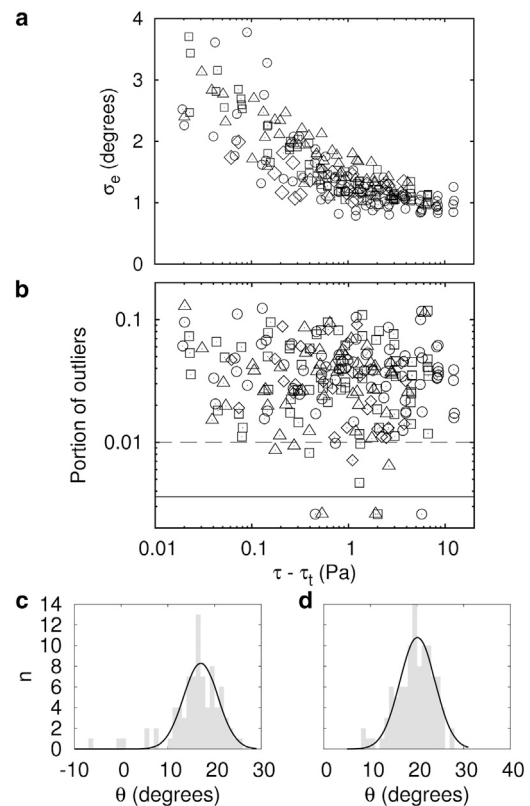 a
4
3
2
1
0
σe (degrees)
b
0.1
0.01
Portion of outliers
0.01 0.1 1 10
τ - τt (Pa)
c
14
12
10
8
6
4
2
0
n
-10 0 10 20 30
θ (degrees)
d
0 10 20 30 40
θ (degrees)